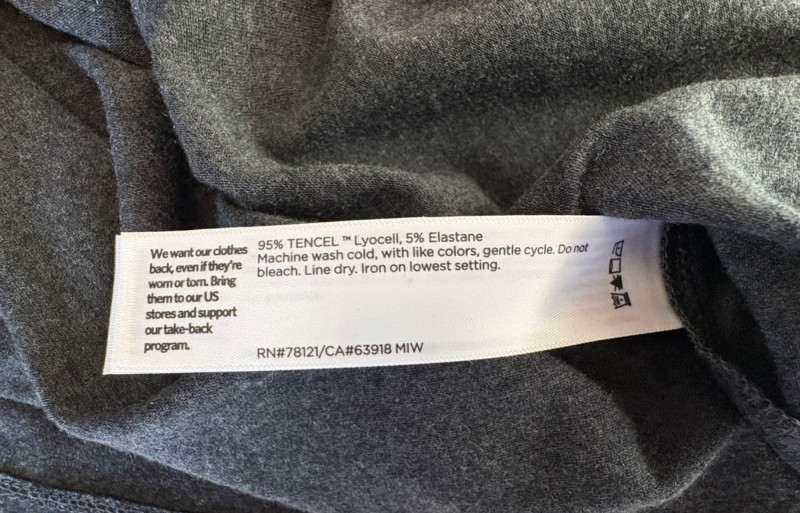 We want our clothes
back, even if they're
worn or torn. Bring
them to our US
stores and support
our take-back
program.
95% TENCEL ™ Lyocell, 5% Elastane
Machine wash cold, with like colors, gentle cycle. Do not
bleach. Line dry. Iron on lowest setting.
RN#78121/CA#63918 MIW